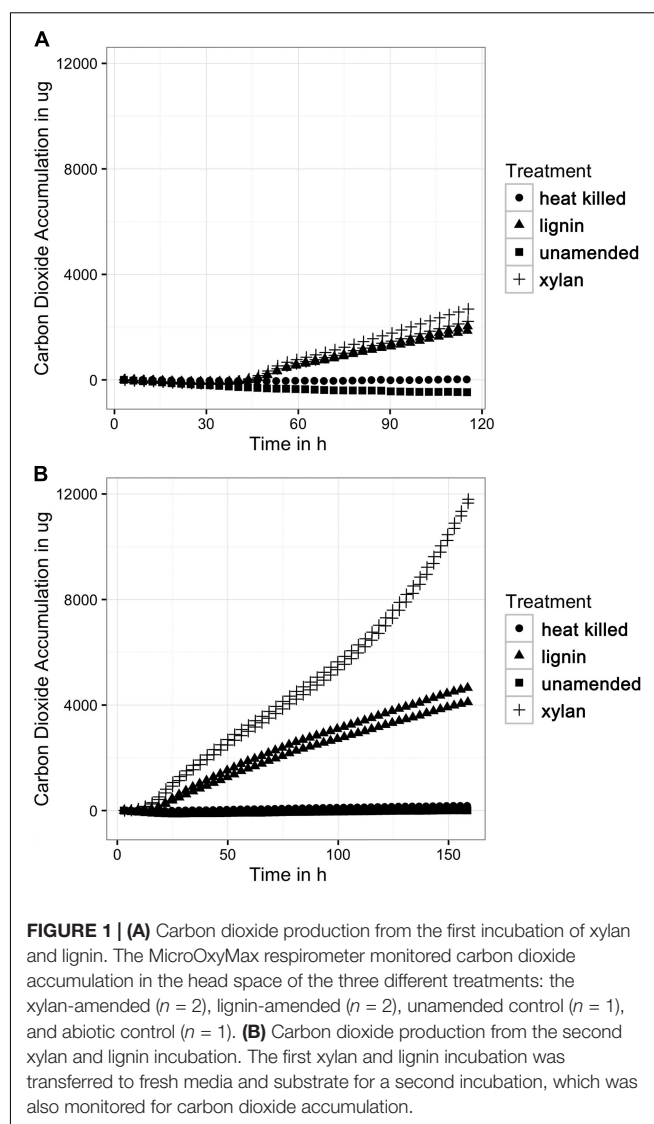 A
Carbon Dioxide Accumulation in ug
12000
8000
4000
0
0
30
60
90
120
Time in h
Treatment
heat killed
lignin
unamended
xylan
B
Carbon Dioxide Accumulation in ug
12000
8000
4000
0
0
50
100
150
Time in h
Treatment
heat killed
lignin
unamended
xylan
FIGURE 1 | (A) Carbon dioxide production from the first incubation of xylan
and lignin. The MicroOxyMax respirometer monitored carbon dioxide
accumulation in the head space of the three different treatments: the
xylan-amended (n = 2), lignin-amended (n = 2), unamended control (n = 1),
and abiotic control (n = 1). (B) Carbon dioxide production from the second
xylan and lignin incubation. The first xylan and lignin incubation was
transferred to fresh media and substrate for a second incubation, which was
also monitored for carbon dioxide accumulation.